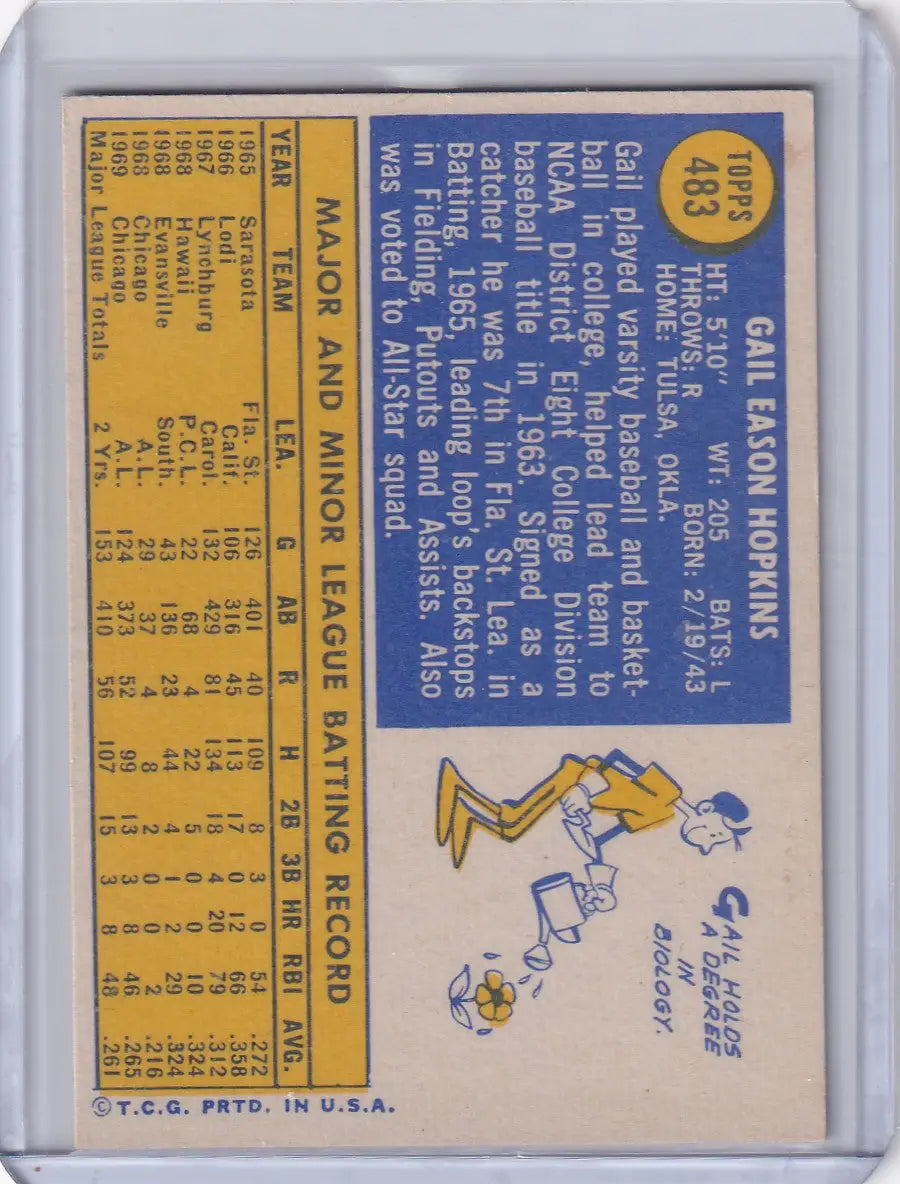 TOPPS
483
GAIL EASON HOPKINS
HT: 5'10" WT: 205 BATS: L
THROWS: R BORN: 2/19/43
HOME: TULSA, OKLA.
Gail played varsity baseball and basket-
ball in college, helped lead team to
NCAA District Eight College Division
baseball title in 1963. Signed as a
catcher he was 7th in Fla. St. Lea. in
Batting, 1965, leading loop's backstops
in Fielding, Putouts and Assists. Also
was voted to All-Star squad.
GAIL HOLDS
A DEGREE
IN
BIOLOGY.
MAJOR AND MINOR LEAGUE BATTING RECORD
YEAR TEAM LEA. G AB R H 2B 3B HR RBI AVG.
1965 Sarasota Fla. St. 126 401 40 109 8 3 0 54 .272
1966 Lodi Calif. 106 316 45 113 17 0 12 66 .358
1967 Lynchburg Carol. 132 429 81 134 18 4 20 79 .312
1968 Hawaii P.C.L. 22 68 4 22 5 0 0 10 .324
1968 Evansville South. 43 136 23 44 4 1 2 29 .324
1968 Chicago A.L. 29 37 4 8 2 0 0 2 .216
1969 Chicago A.L. 124 373 52 99 13 3 8 46 .265
Major League Totals 2 Yrs. 153 410 56 107 15 3 8 48 .261
© T.C.G. PRTD. IN U.S.A.